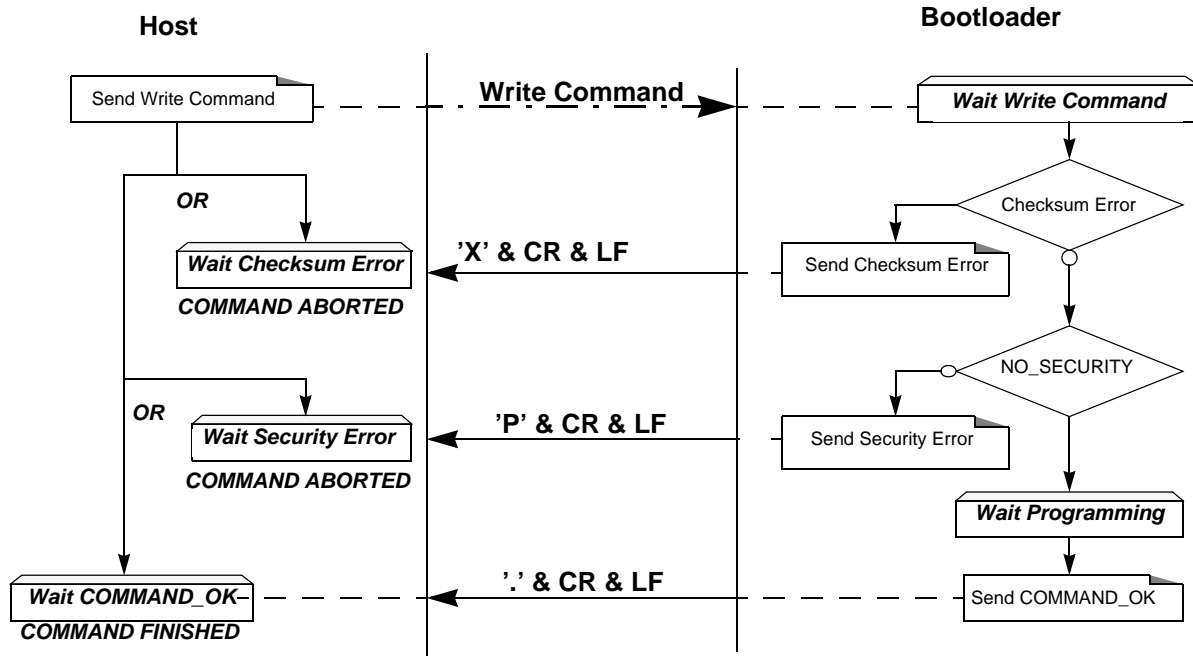 Host
Bootloader
Send Write Command
Write Command
Wait Write Command
OR
Checksum Error
Wait Checksum Error
'X' & CR & LF
Send Checksum Error
COMMAND ABORTED
NO_SECURITY
OR
Wait Security Error
'P' & CR & LF
Send Security Error
COMMAND ABORTED
Wait Programming
Wait COMMAND_OK
'.' & CR & LF
Send COMMAND_OK
COMMAND FINISHED